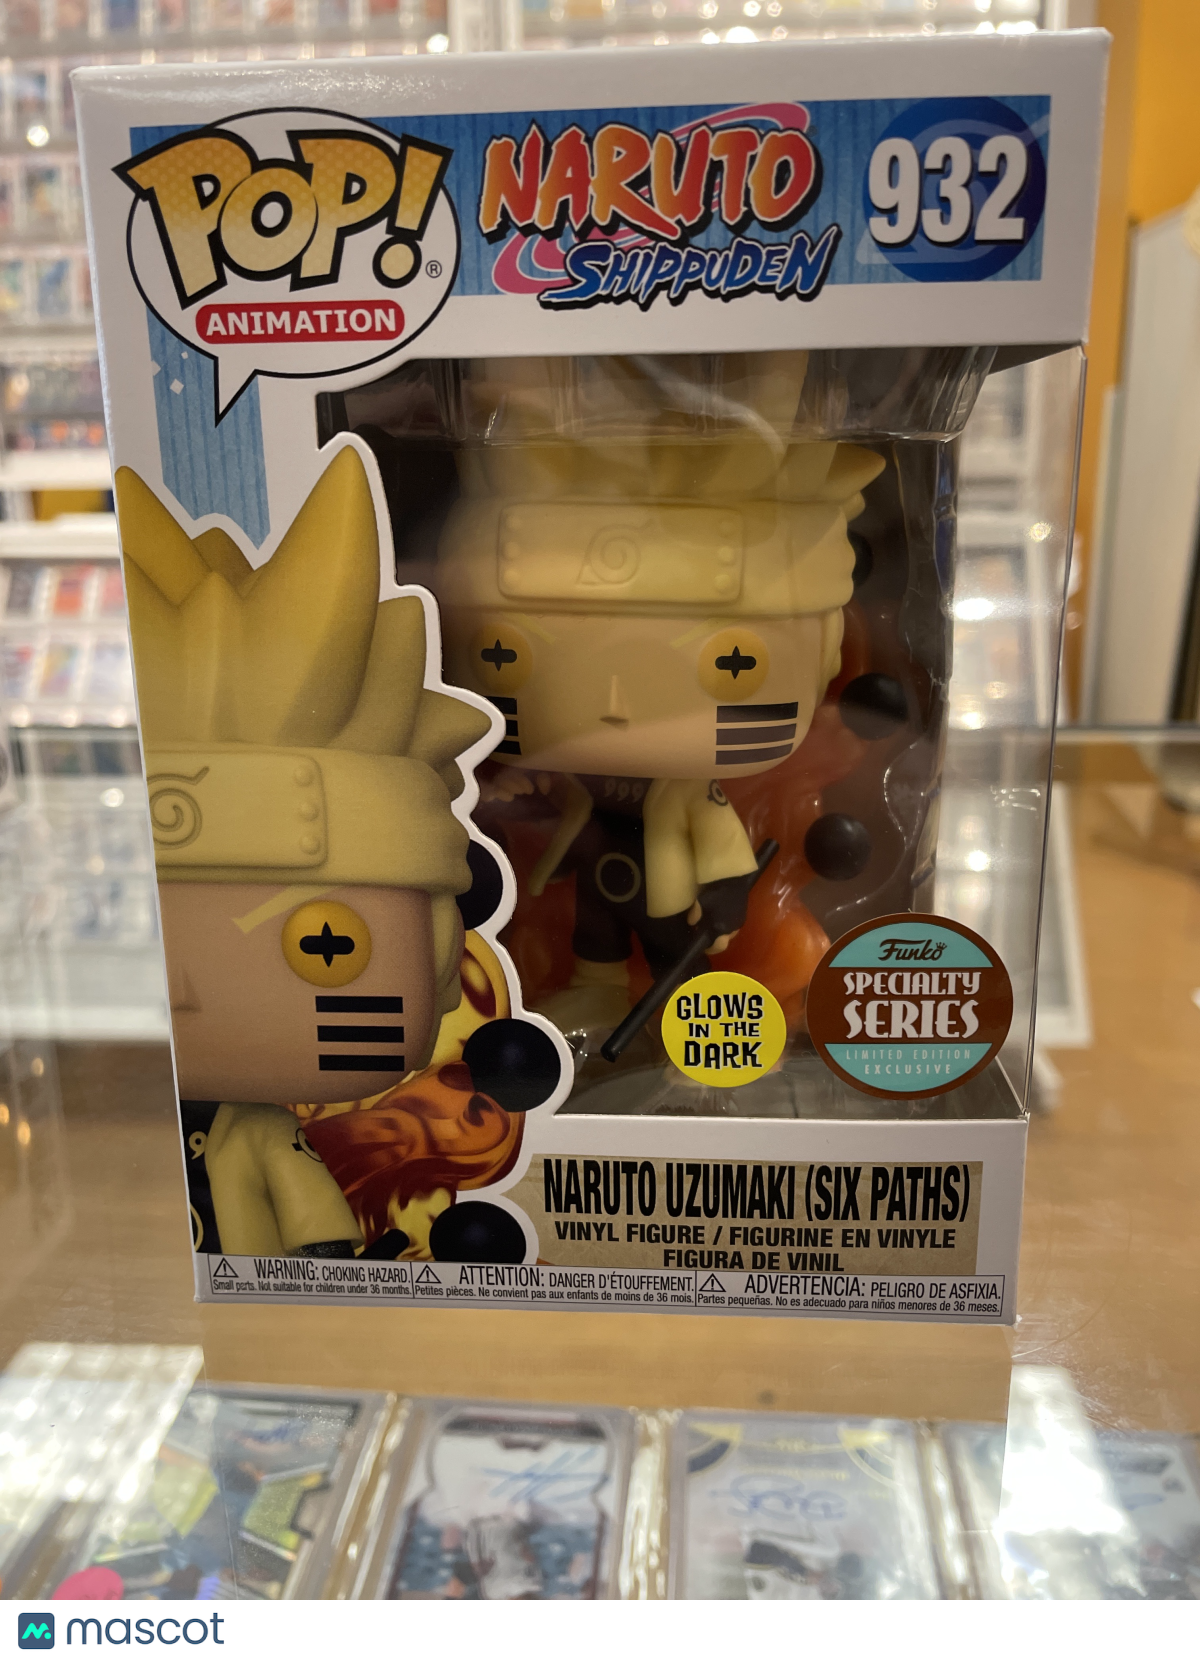 POP!®
ANIMATION
NARUTO
SHIPPUDEN
932
999
9
GLOWS
IN THE
DARK
Funko
SPECIALTY
SERIES
LIMITED EDITION
EXCLUSIVE
NARUTO UZUMAKI (SIX PATHS)
VINYL FIGURE / FIGURINE EN VINYLE
FIGURA DE VINIL
WARNING: CHOKING HAZARD.
Small parts. Not suitable for children under 36 months.
ATTENTION: DANGER D'ÉTOUFFEMENT.
Petites pièces. Ne convient pas aux enfants de moins de 36 mois.
ADVERTENCIA: PELIGRO DE ASFIXIA.
Partes pequeñas. No es adecuado para niños menores de 36 meses.
mascot